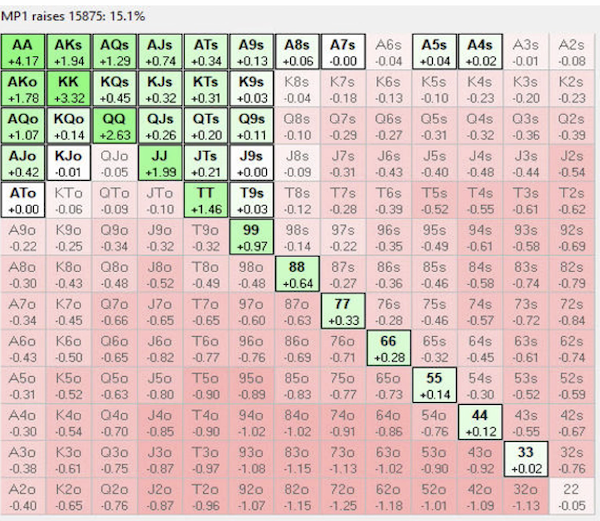 MP1 raises 15875: 15.1%
AA AKs AQs AJs ATs A9s A8s A7s A6s A5s A4s A3s A2s
+4.17 +1.94 +1.29 +0.74 +0.34 +0.13 +0.06 -0.00 -0.04 +0.04 +0.02 -0.01 -0.08
AKo KK KQs KJs KTs K9s K8s K7s K6s K5s K4s K3s K2s
+1.78 +3.32 +0.45 +0.32 +0.31 +0.03 -0.04 -0.18 -0.13 -0.10 -0.23 -0.20 -0.23
AQo KQo QQ QJs QTs Q9s Q8s Q7s Q6s Q5s Q4s Q3s Q2s
+1.07 +0.14 +2.63 +0.26 +0.20 +0.11 -0.10 -0.29 -0.27 -0.31 -0.32 -0.36 -0.39
AJo KJo QJo JJ JTs J9s J8s J7s J6s J5s J4s J3s J2s
+0.42 -0.01 -0.05 +1.99 +0.21 +0.00 -0.09 -0.31 -0.43 -0.40 -0.48 -0.44 -0.54
ATo KTo QTo JTo TT T9s T8s T7s T6s T5s T4s T3s T2s
+0.00 -0.06 -0.09 -0.10 +1.46 +0.03 -0.12 -0.28 -0.39 -0.52 -0.55 -0.61 -0.62
A9o K9o Q9o J9o T9o 99 98s 97s 96s 95s 94s 93s 92s
-0.22 -0.25 -0.34 -0.32 -0.32 +0.97 -0.14 -0.22 -0.35 -0.49 -0.61 -0.58 -0.69
A8o K8o Q8o J8o T8o 98o 88 87s 86s 85s 84s 83s 82s
-0.30 -0.43 -0.48 -0.52 -0.49 -0.48 +0.64 -0.27 -0.36 -0.46 -0.58 -0.74 -0.79
A7o K7o Q7o J7o T7o 97o 87o 77 76s 75s 74s 73s 72s
-0.34 -0.45 -0.66 -0.65 -0.65 -0.60 -0.63 +0.33 -0.28 -0.46 -0.57 -0.72 -0.84
A6o K6o Q6o J6o T6o 96o 86o 76o 66 65s 64s 63s 62s
-0.43 -0.50 -0.65 -0.82 -0.77 -0.76 -0.69 -0.71 +0.28 -0.32 -0.45 -0.61 -0.74
A5o K5o Q5o J5o T5o 95o 85o 75o 65o 55 54s 53s 52s
-0.31 -0.52 -0.63 -0.80 -0.90 -0.89 -0.83 -0.77 -0.73 +0.14 -0.30 -0.52 -0.59
A4o K4o Q4o J4o T4o 94o 84o 74o 64o 54o 44 43s 42s
-0.30 -0.54 -0.70 -0.85 -0.90 -1.02 -1.02 -0.91 -0.86 -0.76 +0.12 -0.55 -0.67
A3o K3o Q3o J3o T3o 93o 83o 73o 63o 53o 43o 33 32s
-0.38 -0.61 -0.75 -0.87 -0.97 -1.08 -1.15 -1.13 -1.02 -0.90 -0.92 +0.02 -0.76
A2o K2o Q2o J2o T2o 92o 82o 72o 62o 52o 42o 32o 22
-0.40 -0.65 -0.76 -0.87 -0.96 -1.07 -1.15 -1.25 -1.18 -1.01 -1.09 -1.13 -0.05